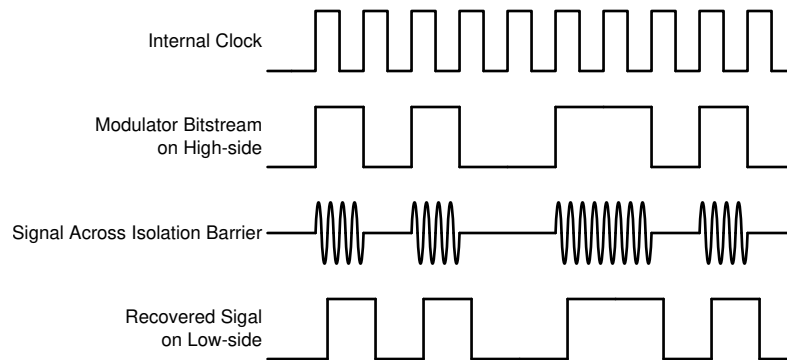 Internal Clock
Modulator Bitstream
on High-side
Signal Across Isolation Barrier
Recovered Sigal
on Low-side